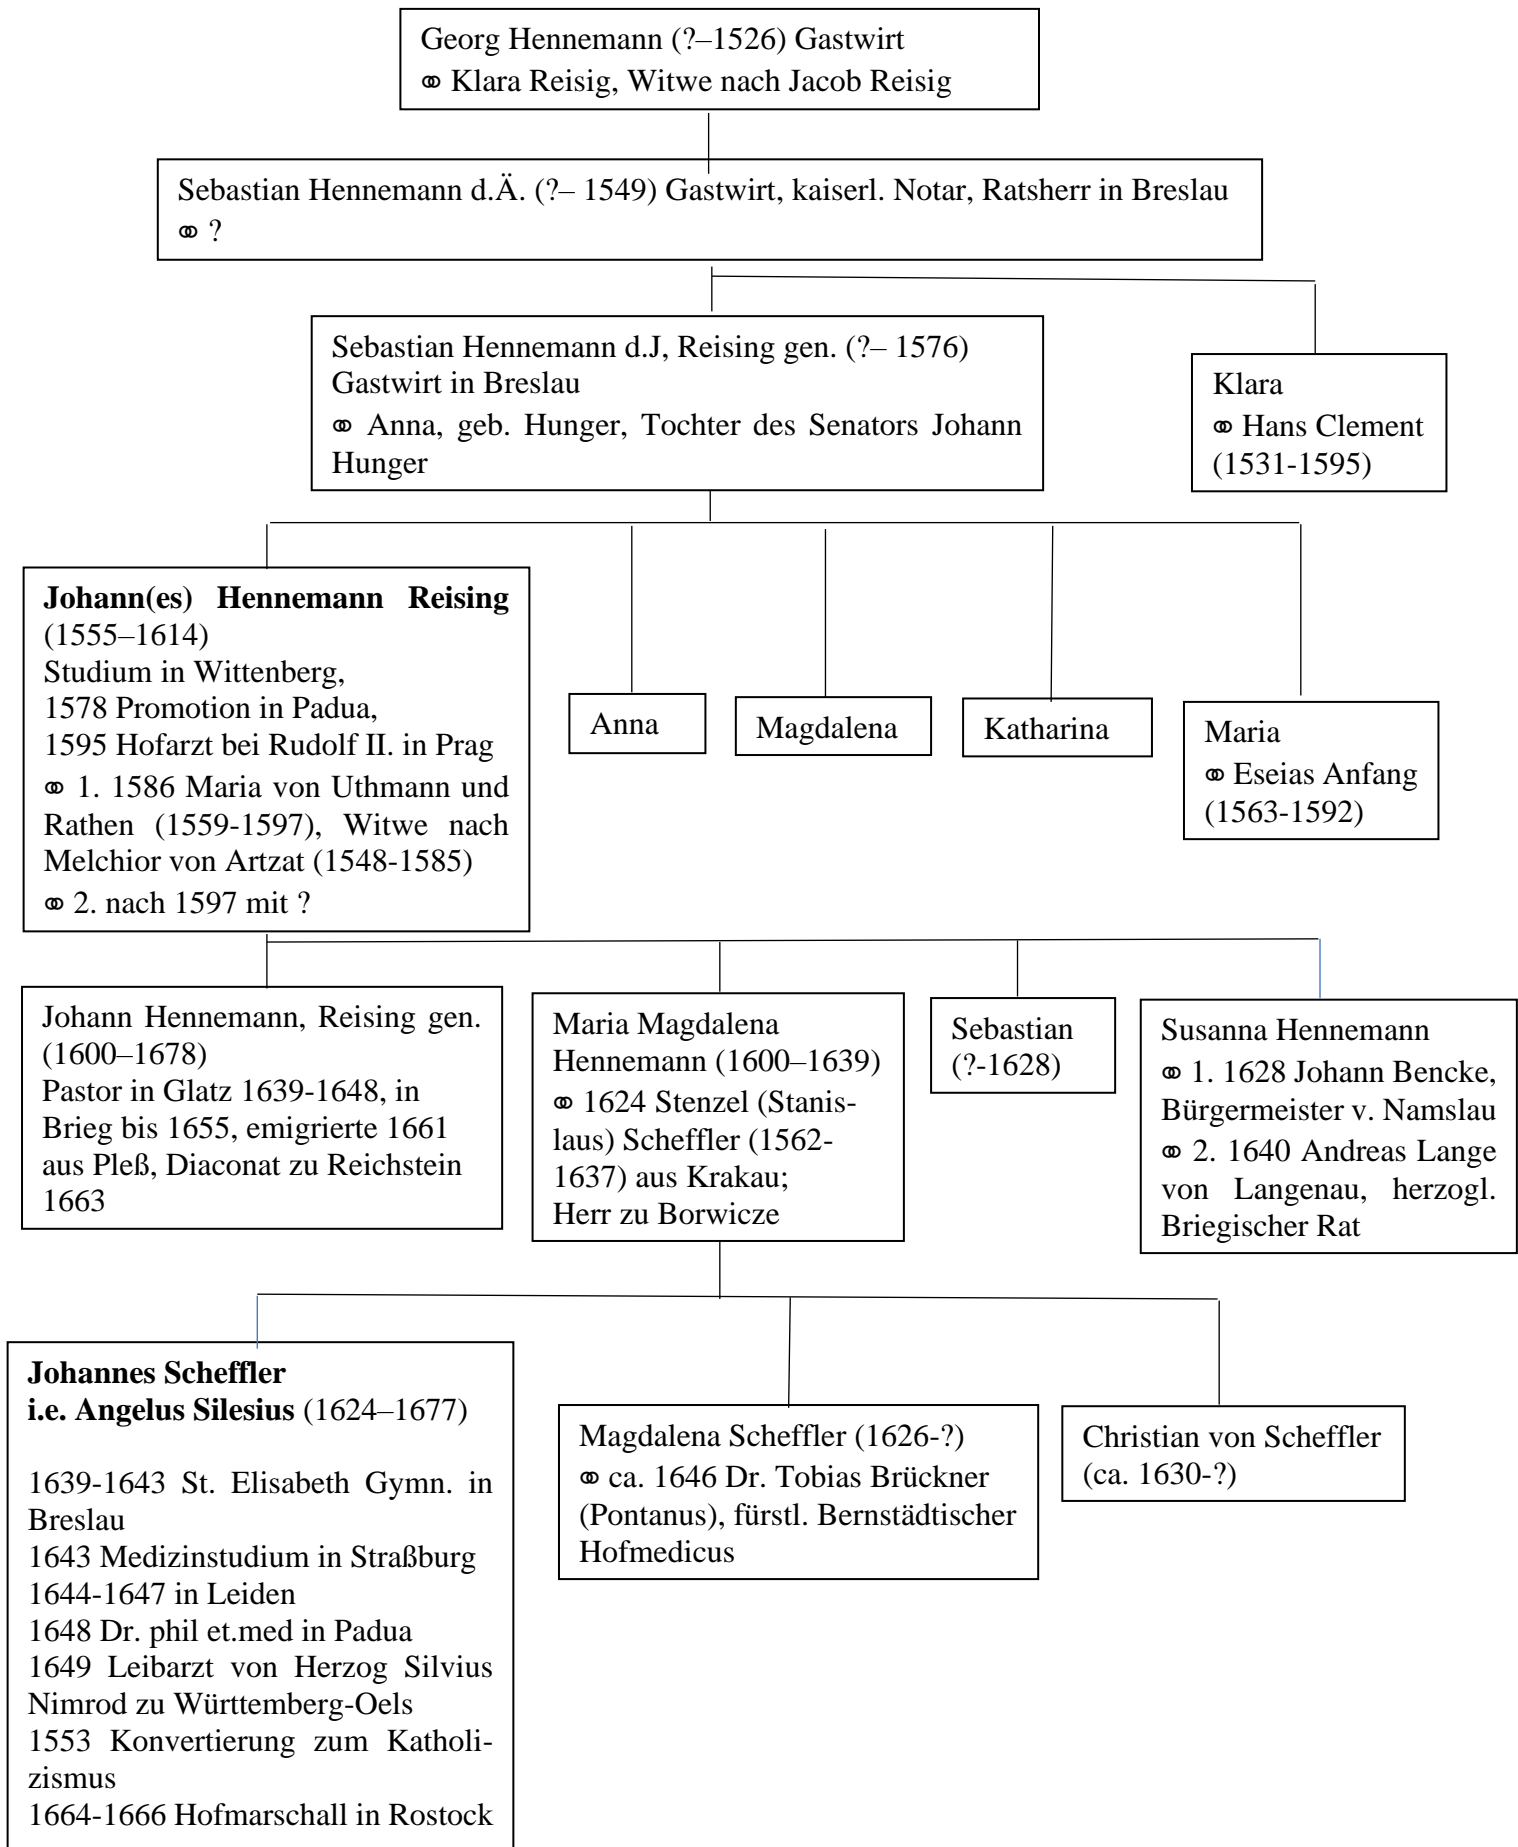 Georg Hennemann (?–1526) Gastwirt
⚭ Klara Reisig, Witwe nach Jacob Reisig
Sebastian Hennemann d.Ä. (?– 1549) Gastwirt, kaiserl. Notar, Ratsherr in Breslau
⚭ ?
Sebastian Hennemann d.J, Reising gen. (?– 1576)
Gastwirt in Breslau
⚭ Anna, geb. Hunger, Tochter des Senators Johann
Hunger
Klara
⚭ Hans Clement
(1531-1595)
Johann(es) Hennemann Reising
(1555–1614)
Studium in Wittenberg,
1578 Promotion in Padua,
1595 Hofarzt bei Rudolf II. in Prag
⚭ 1. 1586 Maria von Uthmann und
Rathen (1559-1597), Witwe nach
Melchior von Artzat (1548-1585)
⚭ 2. nach 1597 mit ?
Anna
Magdalena
Katharina
Maria
⚭ Eseias Anfang
(1563-1592)
Johann Hennemann, Reising gen.
(1600–1678)
Pastor in Glatz 1639-1648, in
Brieg bis 1655, emigrierte 1661
aus Pleß, Diaconat zu Reichstein
1663
Maria Magdalena
Hennemann (1600–1639)
⚭ 1624 Stenzel (Stanis-
laus) Scheffler (1562-
1637) aus Krakau;
Herr zu Borwicze
Sebastian
(?-1628)
Susanna Hennemann
⚭ 1. 1628 Johann Bencke,
Bürgermeister v. Namslau
⚭ 2. 1640 Andreas Lange
von Langenau, herzogl.
Briegischer Rat
Johannes Scheffler
i.e. Angelus Silesius (1624–1677)
1639-1643 St. Elisabeth Gymn. in
Breslau
1643 Medizinstudium in Straßburg
1644-1647 in Leiden
1648 Dr. phil et.med in Padua
1649 Leibarzt von Herzog Silvius
Nimrod zu Württemberg-Oels
1553 Konvertierung zum Katholi-
zismus
1664-1666 Hofmarschall in Rostock
Magdalena Scheffler (1626-?)
⚭ ca. 1646 Dr. Tobias Brückner
(Pontanus), fürstl. Bernstädtischer
Hofmedicus
Christian von Scheffler
(ca. 1630-?)